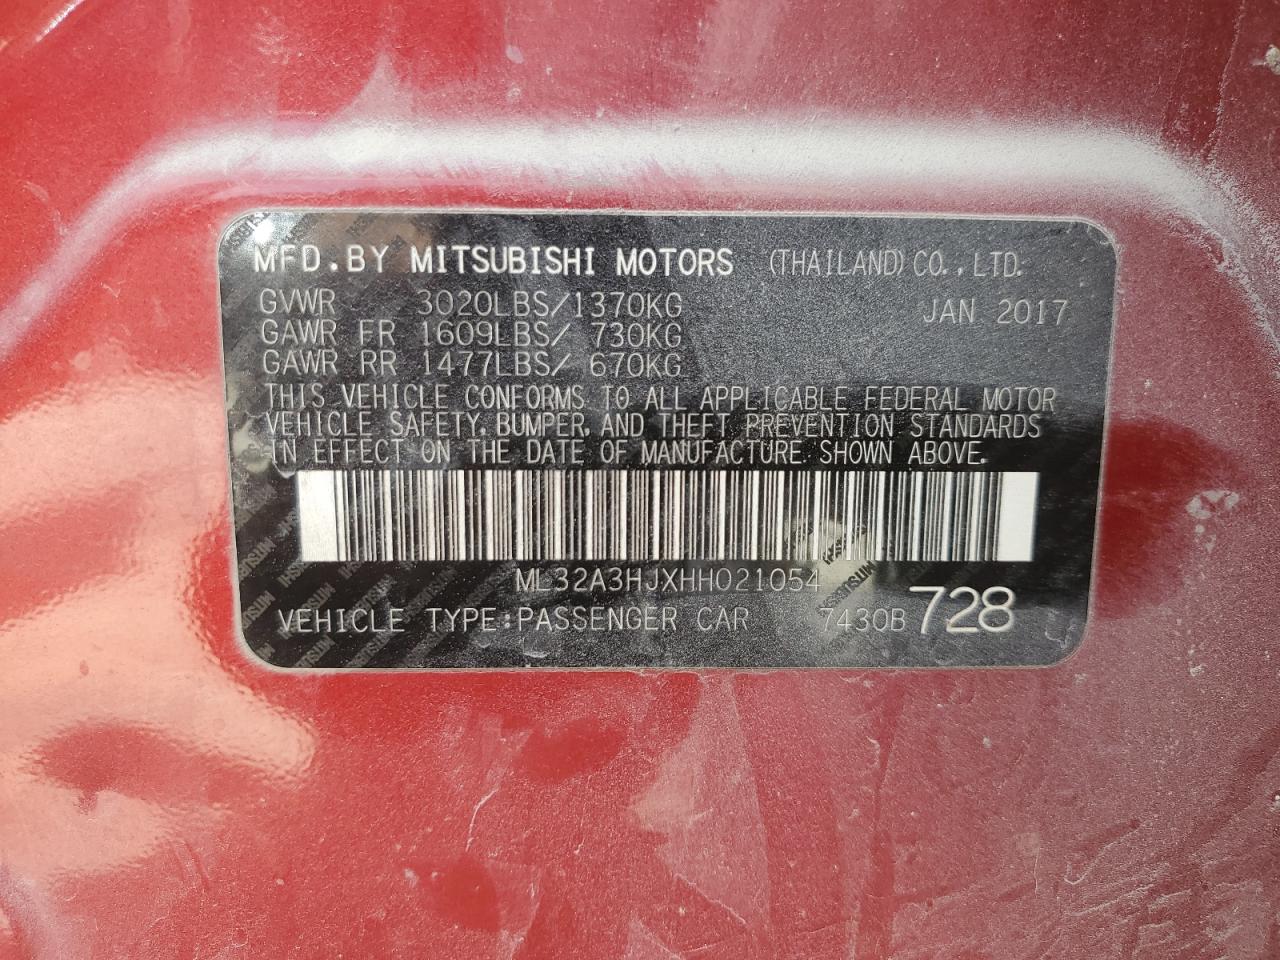 MFD.BY MITSUBISHI MOTORS (THAILAND) CO., LTD.
GVWR 3020LBS/1370KG JAN 2017
GAWR FR 1609LBS/ 730KG
GAWR RR 1477LBS/ 670KG
THIS VEHICLE CONFORMS TO ALL APPLICABLE FEDERAL MOTOR
VEHICLE SAFETY, BUMPER, AND THEFT PREVENTION STANDARDS
IN EFFECT ON THE DATE OF MANUFACTURE SHOWN ABOVE.
ML32A3HJXHH021054
VEHICLE TYPE:PASSENGER CAR 7430B 728